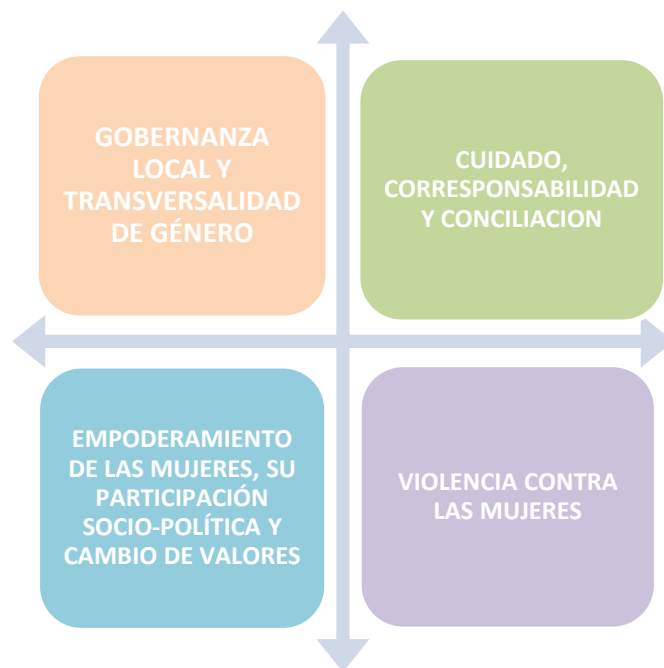 GOBERNANZA
LOCAL Y
TRANSVERSALIDAD
DE GÉNERO
CUIDADO,
CORRESPONSABILIDAD
Y CONCILIACION
EMPODERAMIENTO
DE LAS MUJERES, SU
PARTICIPACIÓN
SOCIO-POLÍTICA Y
CAMBIO DE VALORES
VIOLENCIA CONTRA
LAS MUJERES